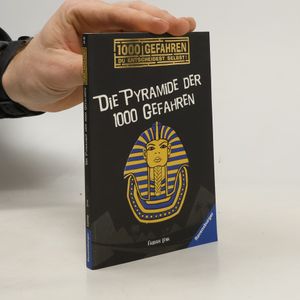 1000 GEFAHREN
DU ENTSCHEIDEST SELBST!
DIE PYRAMIDE DER
1000 GEFAHREN
FABIAN LENK
Ravensburger